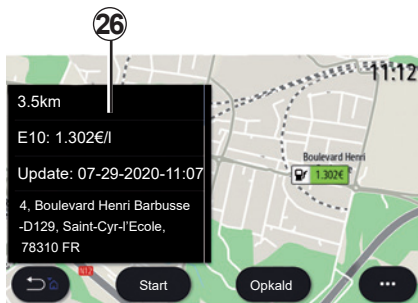 26
11:12
3.5km
E10: 1.302€/l
Update: 07-29-2020-11:07
4, Boulevard Henri Barbusse
-D129, Saint-Cyr-l'Ecole,
78310 FR
Boulevard Henri
1.302€
N12
Start
Opkald